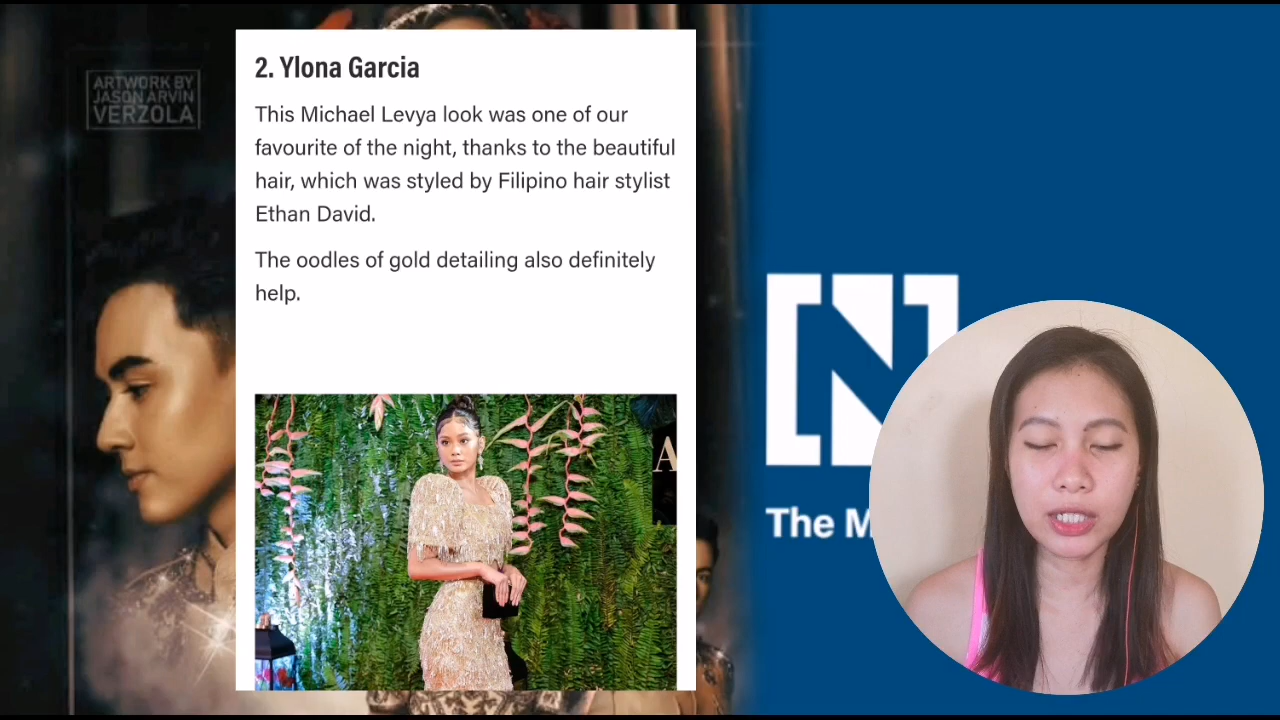 ARTWORK BY
JASON ARVIN
VERZOLA
2. Ylona Garcia
This Michael Levya look was one of our
favourite of the night, thanks to the beautiful
hair, which was styled by Filipino hair stylist
Ethan David.
The oodles of gold detailing also definitely
help.
A
N
The M